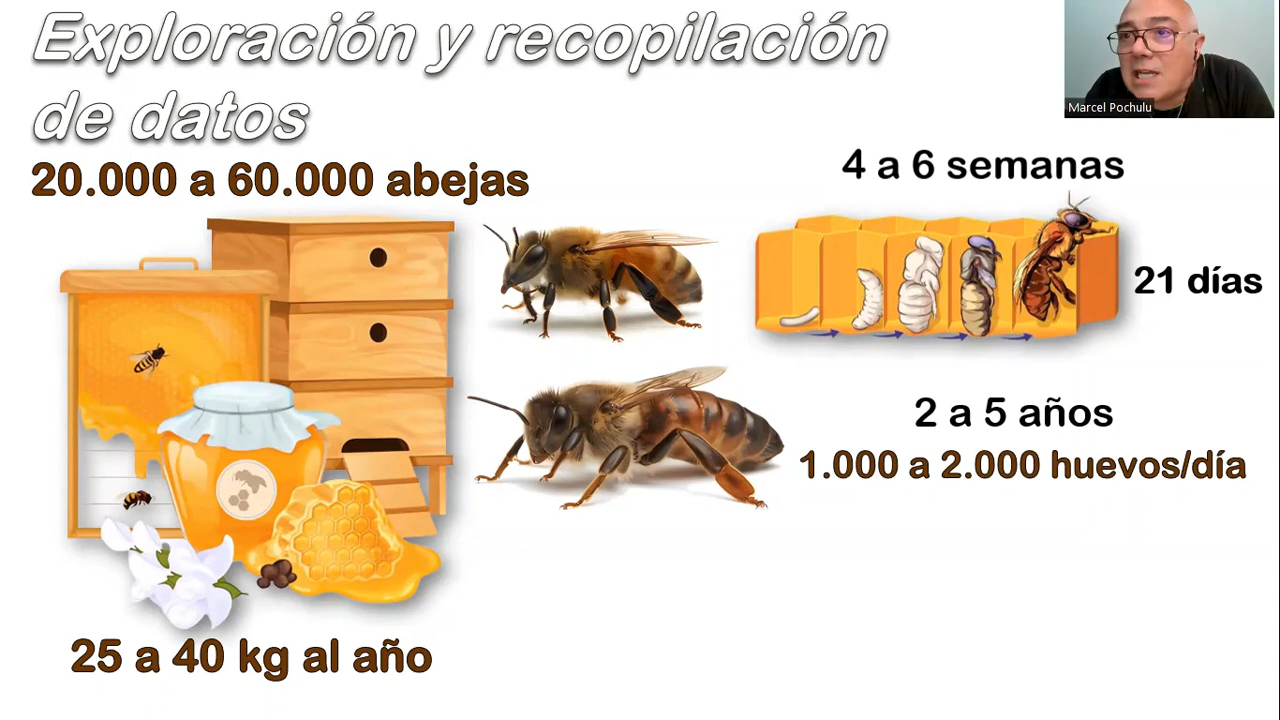 Exploración y recopilación
de datos
Marcel Pochulu
20.000 a 60.000 abejas
4 a 6 semanas
21 días
2 a 5 años
1.000 a 2.000 huevos/día
25 a 40 kg al año